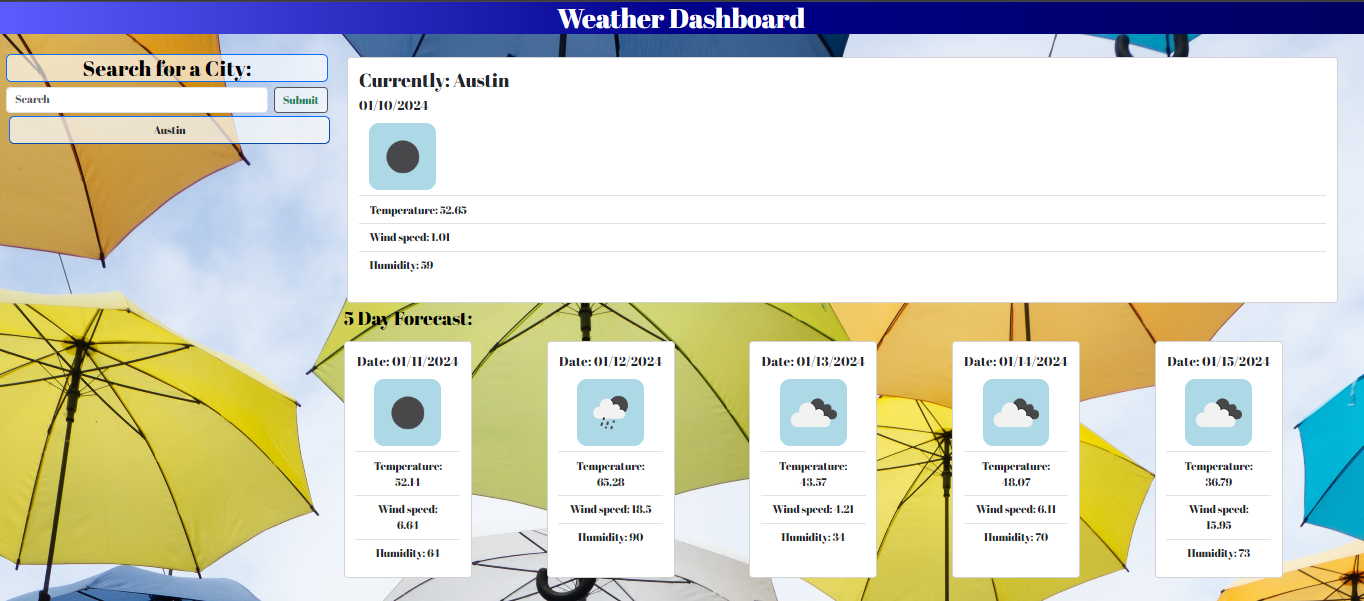 Weather Dashboard
Search for a City:
Search
Submit
Austin
Currently: Austin
01/10/2024
Temperature: 52.65
Wind speed: 1.01
Humidity: 59
5 Day Forecast:
Date: 01/11/2024
Temperature:
52.14
Wind speed:
6.64
Humidity: 64
Date: 01/12/2024
Temperature:
65.28
Wind speed: 18.5
Humidity: 90
Date: 01/13/2024
Temperature:
43.57
Wind speed: 4.21
Humidity: 34
Date: 01/14/2024
Temperature:
48.07
Wind speed: 6.11
Humidity: 70
Date: 01/15/2024
Temperature:
36.79
Wind speed:
15.95
Humidity: 73